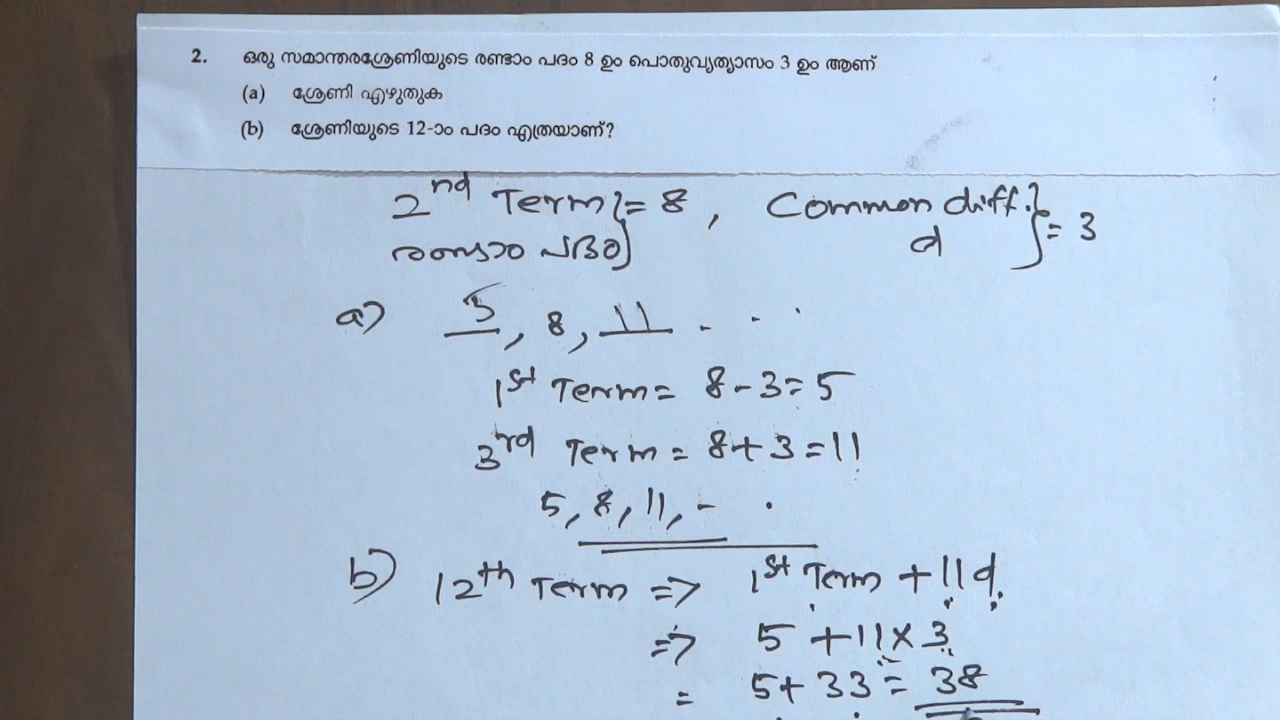 2. ഒരു സമാന്തരശ്രേണിയുടെ രണ്ടാം പദം 8 ഉം പൊതുവ്യത്യാസം 3 ഉം ആണ്
(a) ശ്രേണി എഴുതുക
(b) ശ്രേണിയുടെ 12-ാം പദം എത്രയാണ്?
2nd Term } = 8 , Common diff. } = 3
രണ്ടാം പദം d
a) 5, 8, 11 - - .
1st Term = 8-3=5
3rd Term = 8+3=11
5, 8, 11, - .
b) 12th Term => 1st Term + 11d
=> 5 + 11 x 3
= 5+ 33 = 38